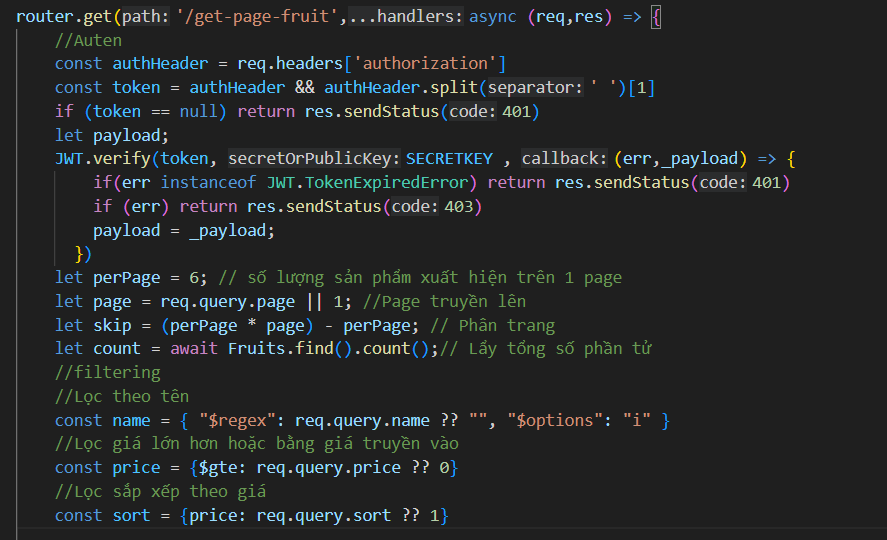 router.get(path: '/get-page-fruit',...handlers: async (req,res) => {
//Auten
const authHeader = req.headers['authorization']
const token = authHeader && authHeader.split(separator: ' ')[1]
if (token == null) return res.sendStatus(code: 401)
let payload;
JWT.verify(token, secretOrPublicKey: SECRETKEY , callback: (err,_payload) => {
if(err instanceof JWT.TokenExpiredError) return res.sendStatus(code: 401)
if (err) return res.sendStatus(code: 403)
payload = _payload;
})
let perPage = 6; // số lượng sản phẩm xuất hiện trên 1 page
let page = req.query.page || 1; //Page truyền lên
let skip = (perPage * page) - perPage; // Phân trang
let count = await Fruits.find().count();// Lấy tổng số phần tử
//filtering
//Lọc theo tên
const name = { "$regex": req.query.name ?? "", "$options": "i" }
//Lọc giá lớn hơn hoặc bằng giá truyền vào
const price = {$gte: req.query.price ?? 0}
//Lọc sắp xếp theo giá
const sort = {price: req.query.sort ?? 1}